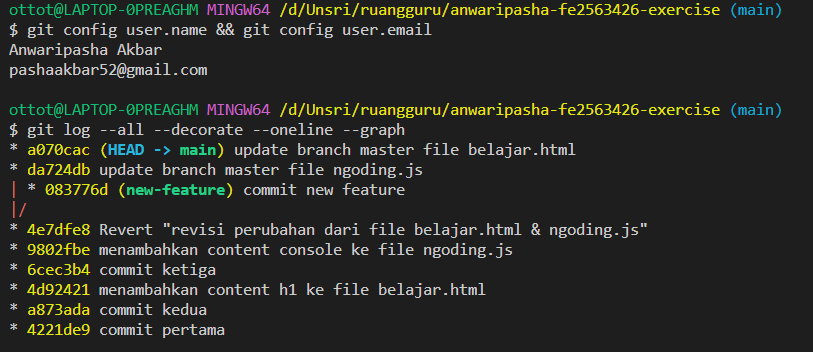 ottot@LAPTOP-0PREAGHM MINGW64 /d/Unsri/ruangguru/anwaripasha-fe2563426-exercise (main)
$ git config user.name && git config user.email
Anwaripasha Akbar
pashaakbar52@gmail.com
ottot@LAPTOP-0PREAGHM MINGW64 /d/Unsri/ruangguru/anwaripasha-fe2563426-exercise (main)
$ git log --all --decorate --oneline --graph
* a070cac (HEAD -> main) update branch master file belajar.html
* da724db update branch master file ngoding.js
| * 083776d (new-feature) commit new feature
|/
* 4e7dfe8 Revert "revisi perubahan dari file belajar.html & ngoding.js"
* 9802fbe menambahkan content console ke file ngoding.js
* 6cec3b4 commit ketiga
* 4d92421 menambahkan content h1 ke file belajar.html
* a873ada commit kedua
* 4221de9 commit pertama